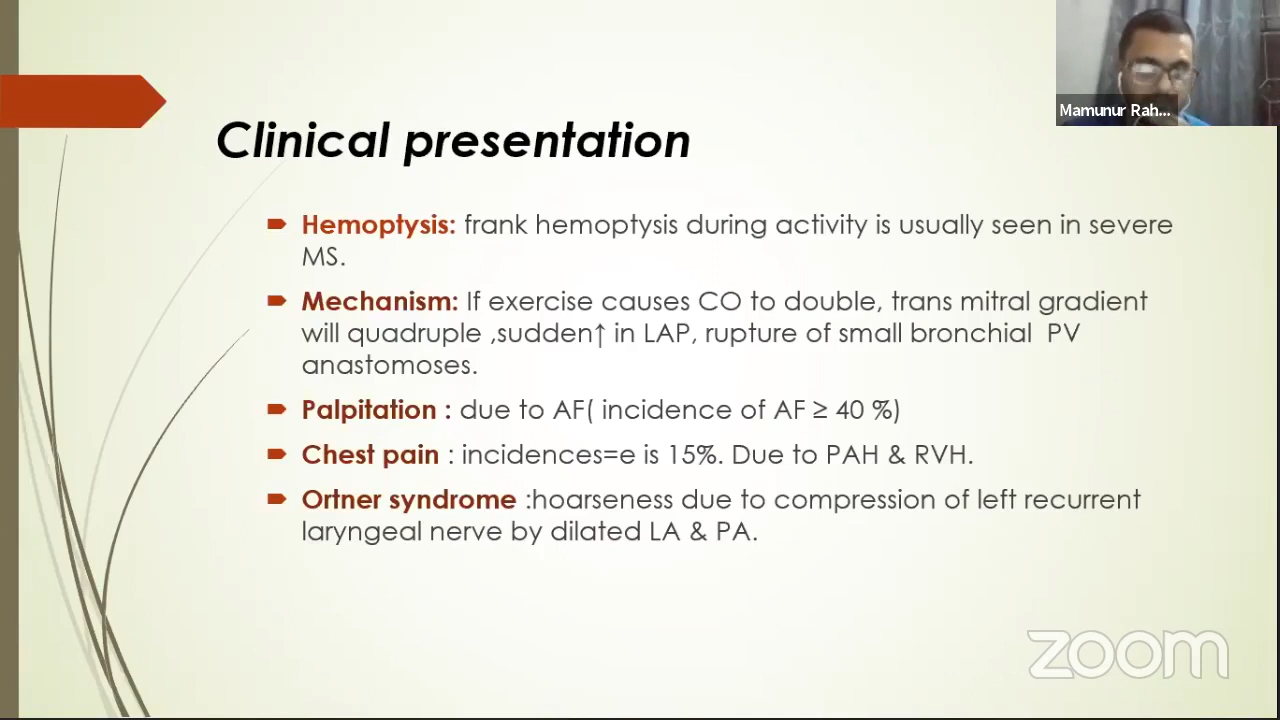 Mamunur Rah...
Clinical presentation
Hemoptysis: frank hemoptysis during activity is usually seen in severe
MS.
Mechanism: If exercise causes CO to double, trans mitral gradient
will quadruple ,sudden↑ in LAP, rupture of small bronchial PV
anastomoses.
Palpitation : due to AF( incidence of AF ≥ 40 %)
Chest pain : incidences=e is 15%. Due to PAH & RVH.
Ortner syndrome :hoarseness due to compression of left recurrent
laryngeal nerve by dilated LA & PA.
zoom